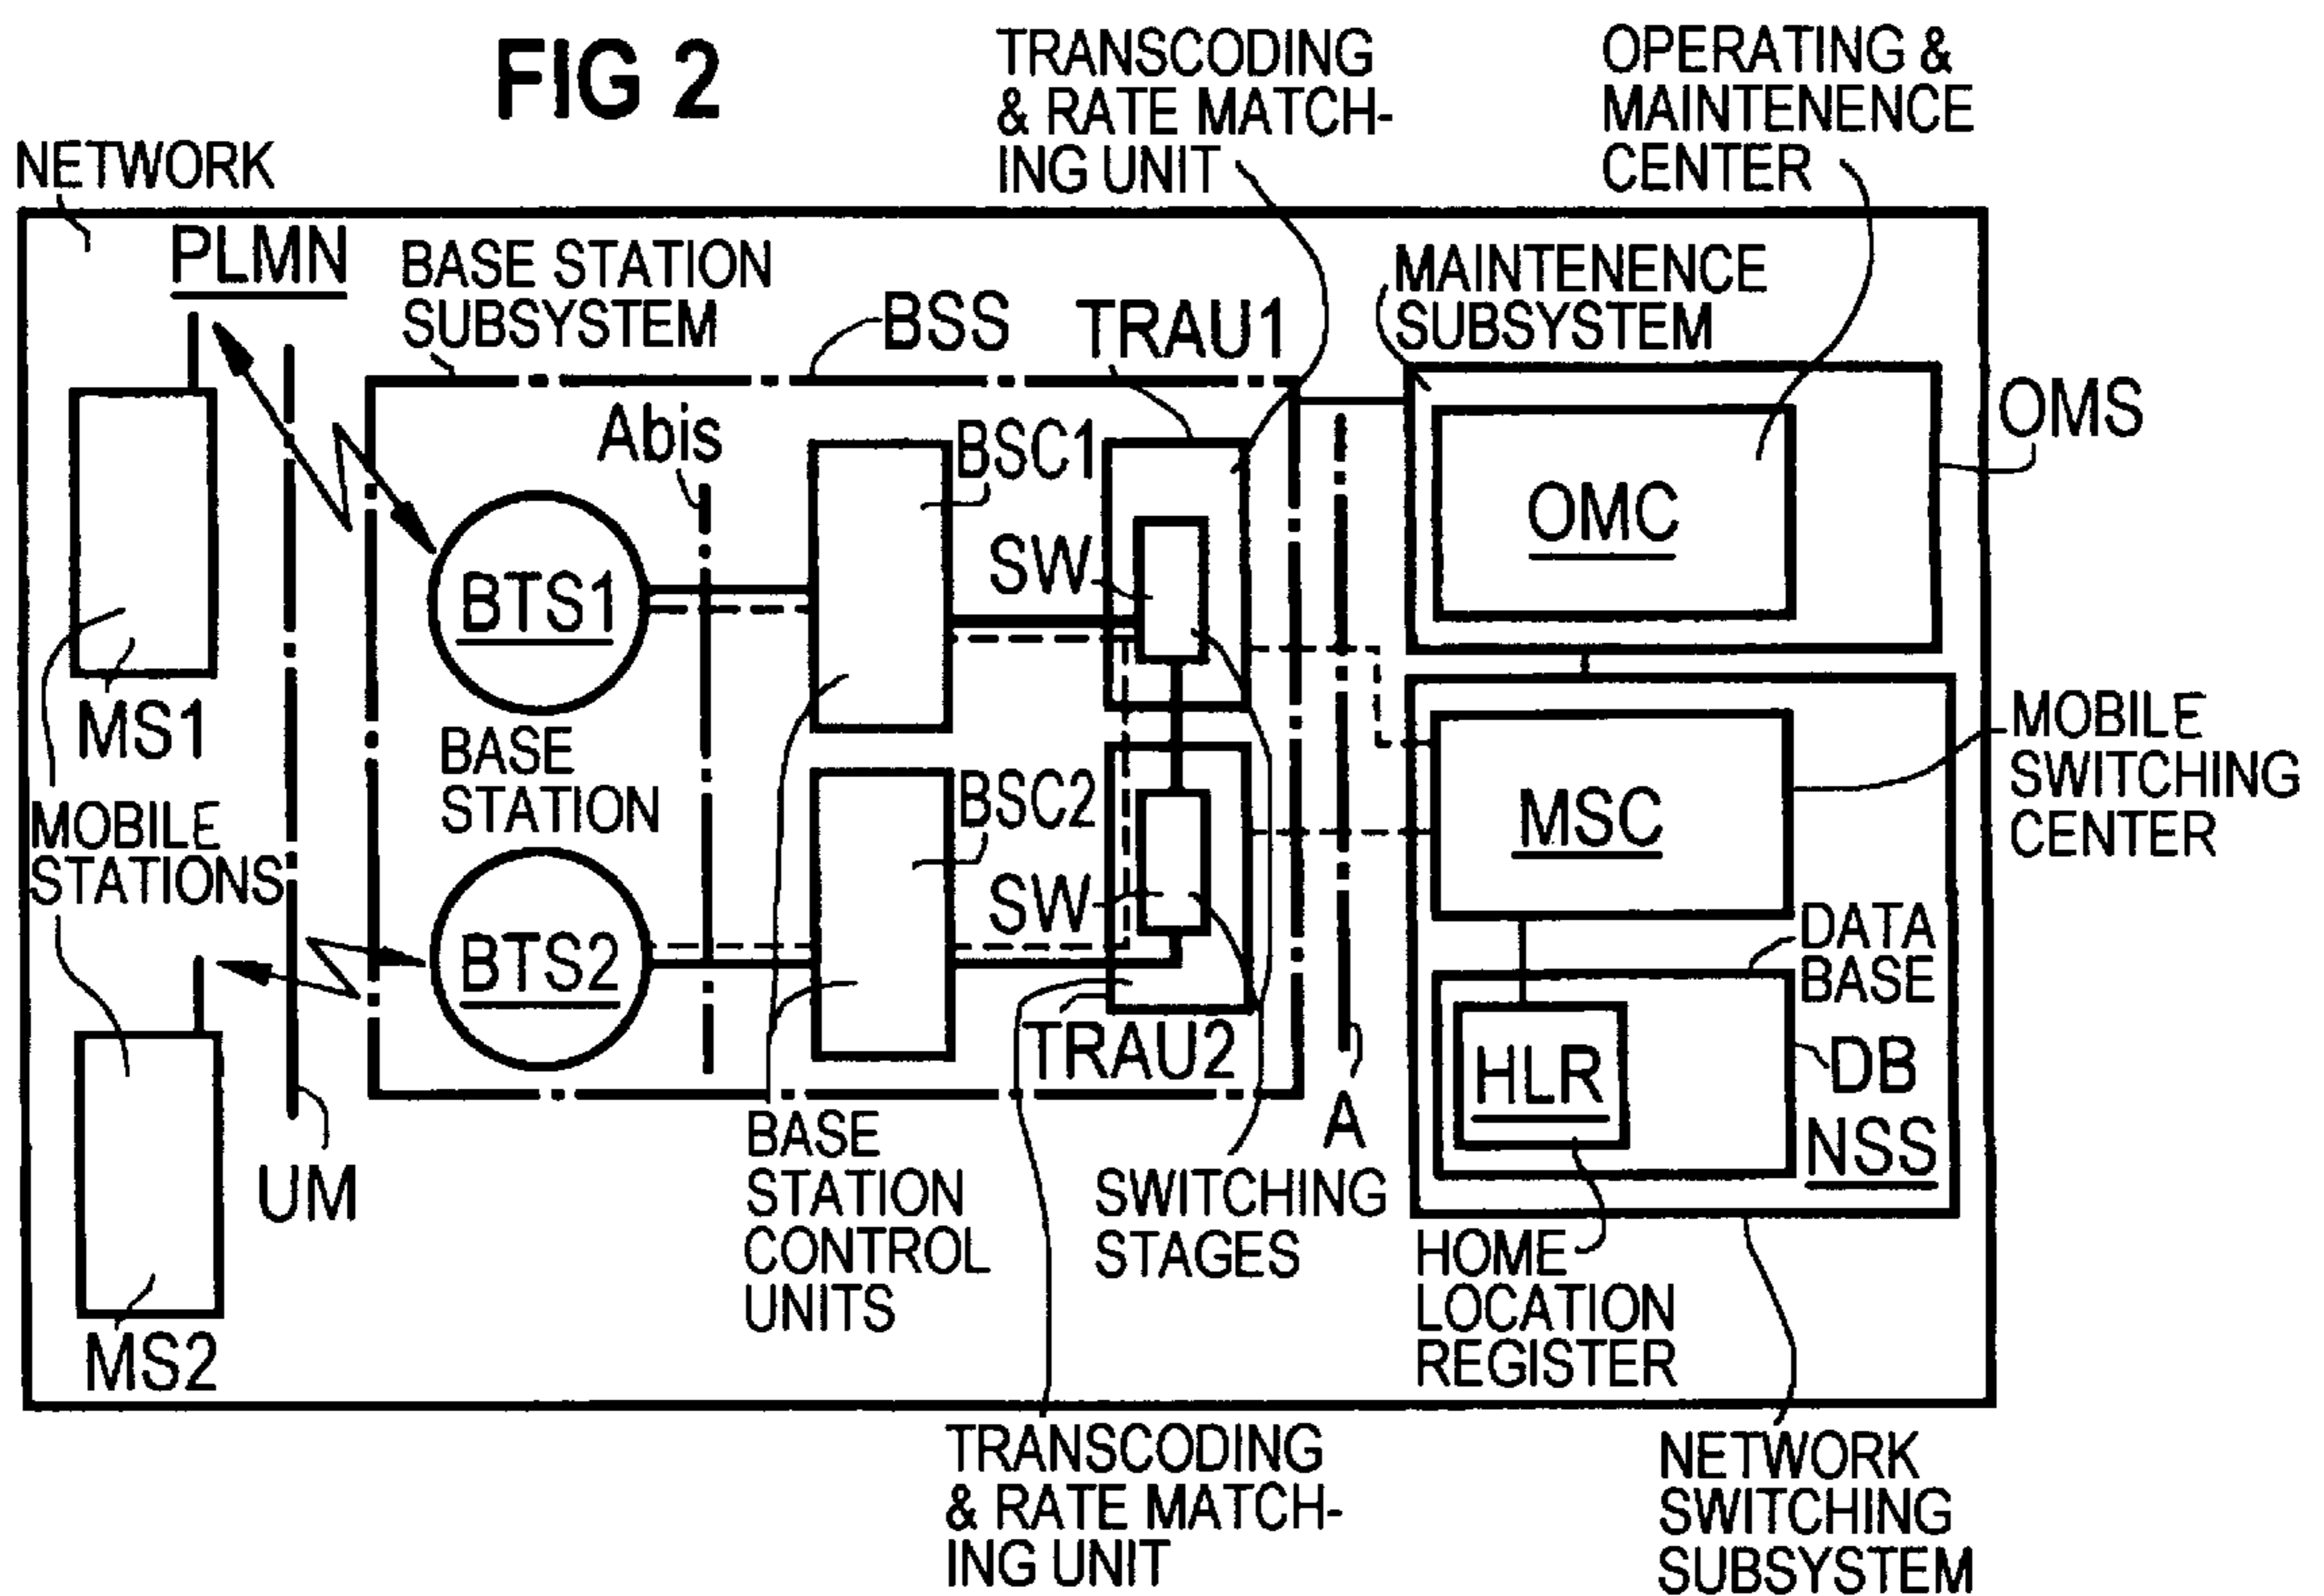 FIG 2
TRANSCODING
& RATE MATCH-
ING UNIT
OPERATING &
MAINTENENCE
CENTER
NETWORK
PLMN
BASE STATION
SUBSYSTEM
BSS
TRAU1
MAINTENENCE
SUBSYSTEM
OMS
Abis
BSC1
SW
OMC
BTS1
MS1
BASE
STATION
MOBILE
STATIONS
BSC2
SW
MSC
MOBILE
SWITCHING
CENTER
BTS2
DATA
BASE
TRAU2
HLR
DB
NSS
MS2
UM
BASE
STATION
CONTROL
UNITS
SWITCHING
STAGES
A
HOME
LOCATION
REGISTER
TRANSCODING
& RATE MATCH-
ING UNIT
NETWORK
SWITCHING
SUBSYSTEM